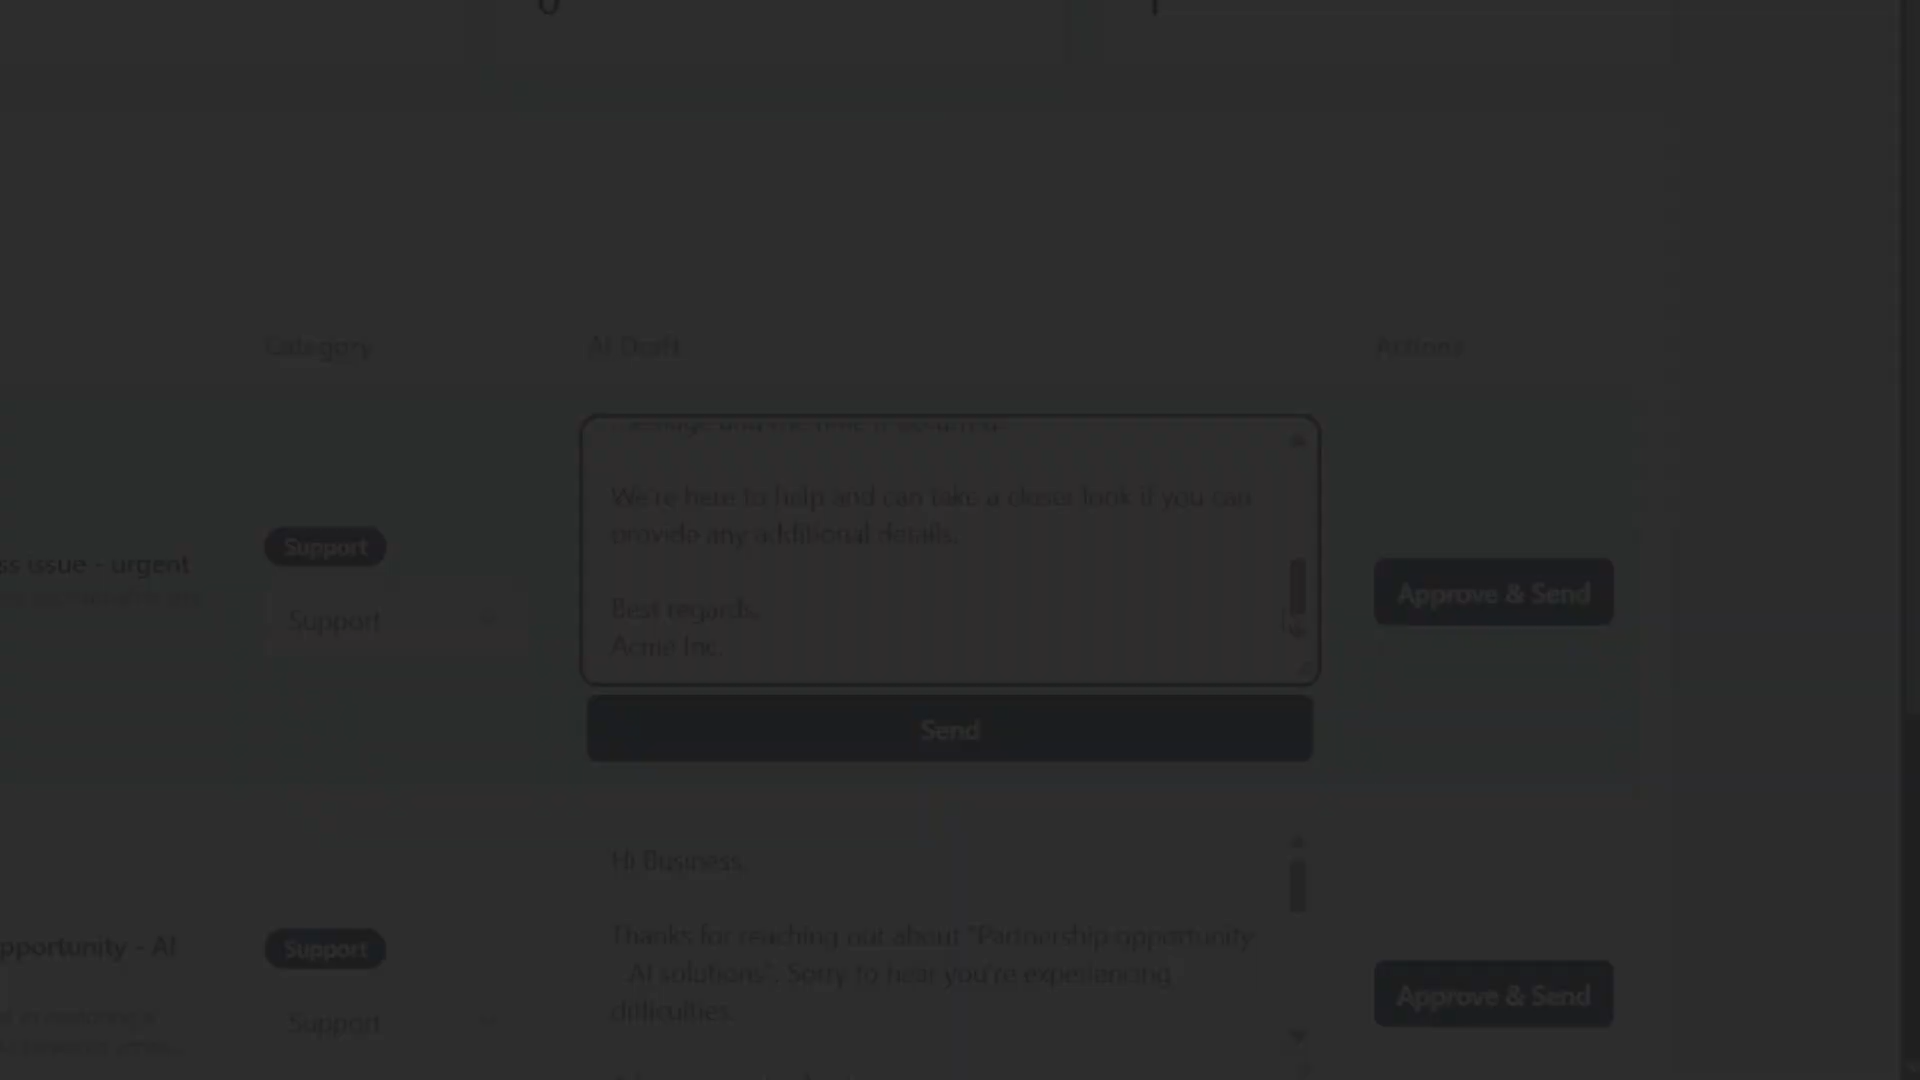 0
Category
AI Draft
Actions
We're here to help and can take a closer look if you can
provide any additional details.
Best regards,
Acme Inc.
ss issue - urgent
Support
Support
Approve & Send
Send
Hi Business,
Thanks for reaching out about "Partnership opportunity
- AI solutions". Sorry to hear you're experiencing
difficulties.
pportunity - AI
Support
Support
Approve & Send